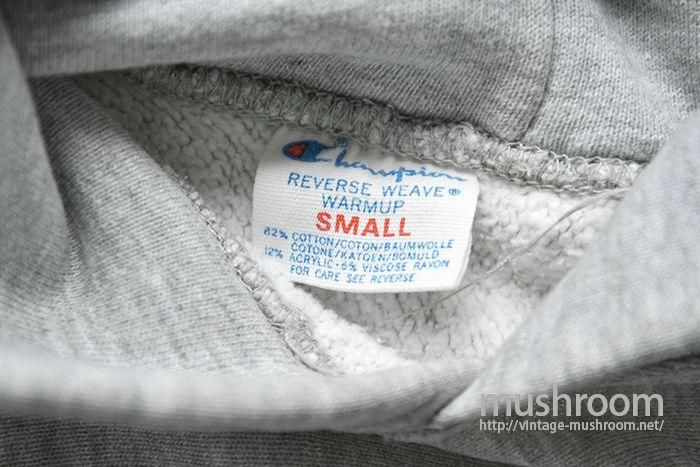 Champion®
REVERSE WEAVE®
WARMUP
SMALL
82% COTTON/COTON/BAUMWOLLE
COTONE/KATOEN/BOMULD
12% ACRYLIC·6% VISCOSE RAYON
FOR CARE SEE REVERSE
mushroom
http://vintage-mushroom.net/